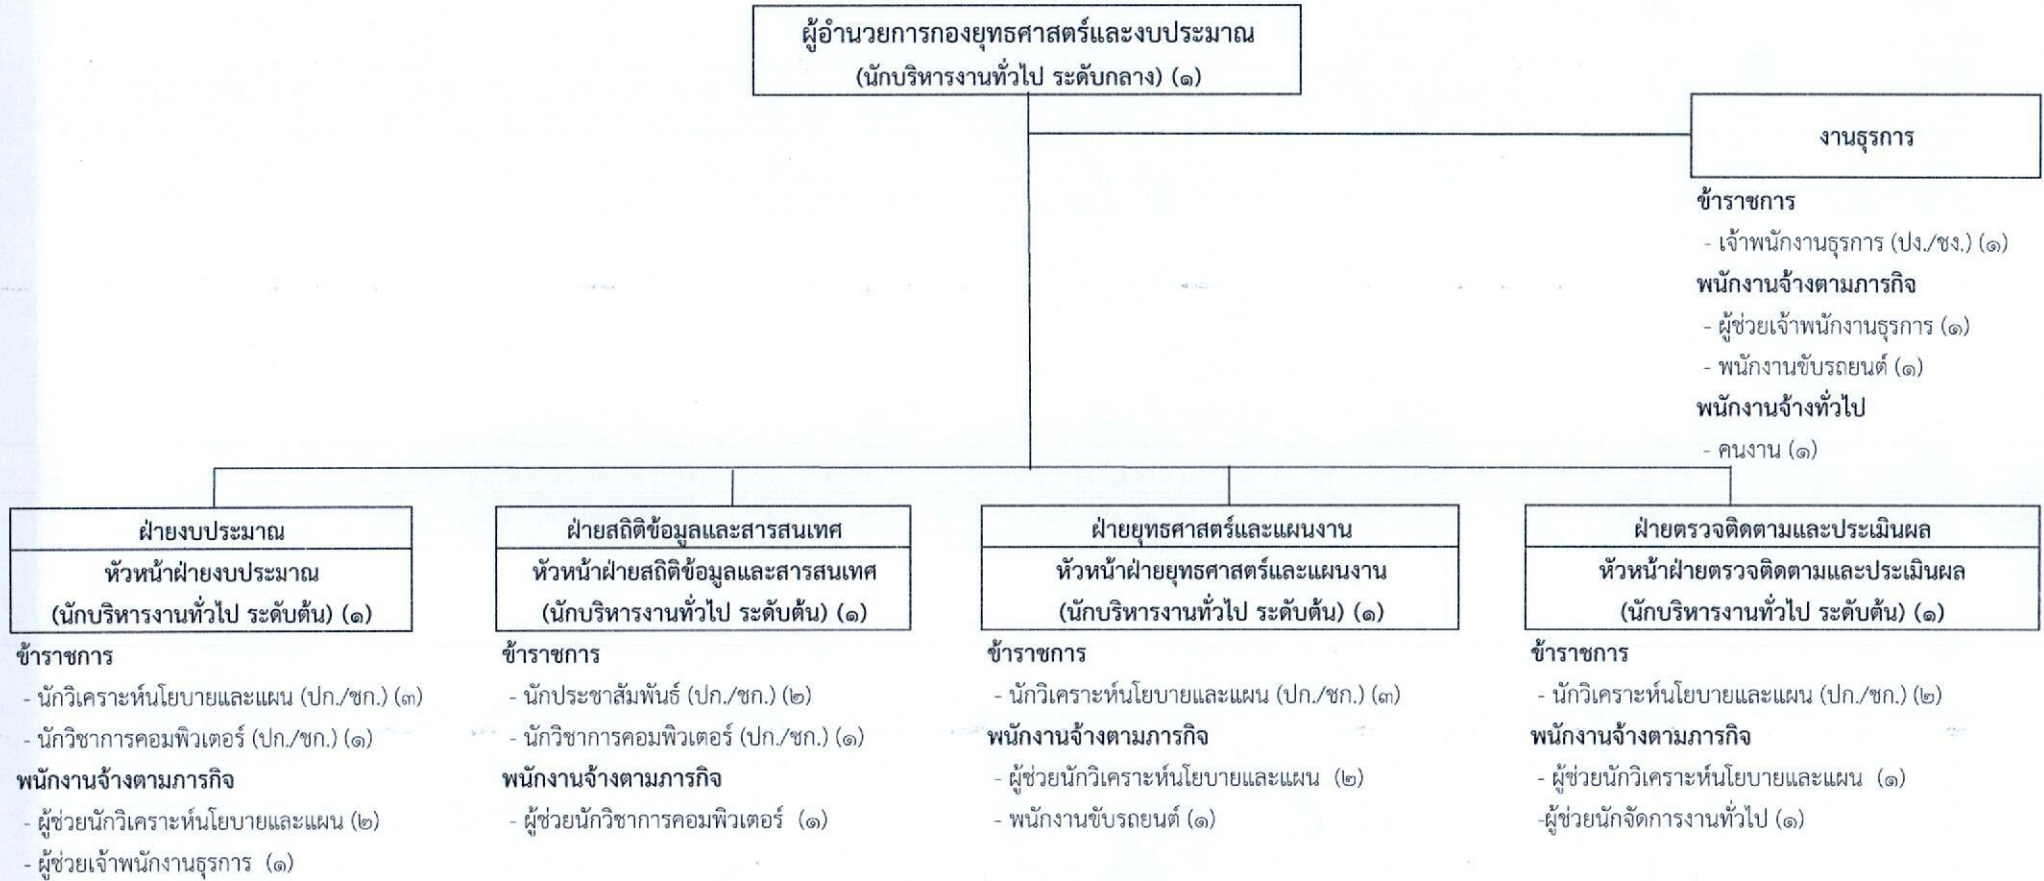 ผู้อำนวยการกองยุทธศาสตร์และงบประมาณ
(นักบริหารงานทั่วไป ระดับกลาง) (๑)
งานธุรการ
ข้าราชการ
- เจ้าพนักงานธุรการ (ปง./ชง.) (๑)
พนักงานจ้างตามภารกิจ
- ผู้ช่วยเจ้าพนักงานธุรการ (๑)
- พนักงานขับรถยนต์ (๑)
พนักงานจ้างทั่วไป
- คนงาน (๑)
ฝ่ายงบประมาณ
หัวหน้าฝ่ายงบประมาณ
(นักบริหารงานทั่วไป ระดับต้น) (๑)
ข้าราชการ
- นักวิเคราะห์นโยบายและแผน (ปก./ชก.) (๓)
- นักวิชาการคอมพิวเตอร์ (ปก./ชก.) (๑)
พนักงานจ้างตามภารกิจ
- ผู้ช่วยนักวิเคราะห์นโยบายและแผน (๒)
- ผู้ช่วยเจ้าพนักงานธุรการ (๑)
ฝ่ายสถิติข้อมูลและสารสนเทศ
หัวหน้าฝ่ายสถิติข้อมูลและสารสนเทศ
(นักบริหารงานทั่วไป ระดับต้น) (๑)
ข้าราชการ
- นักประชาสัมพันธ์ (ปก./ชก.) (๒)
- นักวิชาการคอมพิวเตอร์ (ปก./ชก.) (๑)
พนักงานจ้างตามภารกิจ
- ผู้ช่วยนักวิชาการคอมพิวเตอร์ (๑)
ฝ่ายยุทธศาสตร์และแผนงาน
หัวหน้าฝ่ายยุทธศาสตร์และแผนงาน
(นักบริหารงานทั่วไป ระดับต้น) (๑)
ข้าราชการ
- นักวิเคราะห์นโยบายและแผน (ปก./ชก.) (๓)
พนักงานจ้างตามภารกิจ
- ผู้ช่วยนักวิเคราะห์นโยบายและแผน (๒)
- พนักงานขับรถยนต์ (๑)
ฝ่ายตรวจติดตามและประเมินผล
หัวหน้าฝ่ายตรวจติดตามและประเมินผล
(นักบริหารงานทั่วไป ระดับต้น) (๑)
ข้าราชการ
- นักวิเคราะห์นโยบายและแผน (ปก./ชก.) (๒)
พนักงานจ้างตามภารกิจ
- ผู้ช่วยนักวิเคราะห์นโยบายและแผน (๑)
-ผู้ช่วยนักจัดการงานทั่วไป (๑)